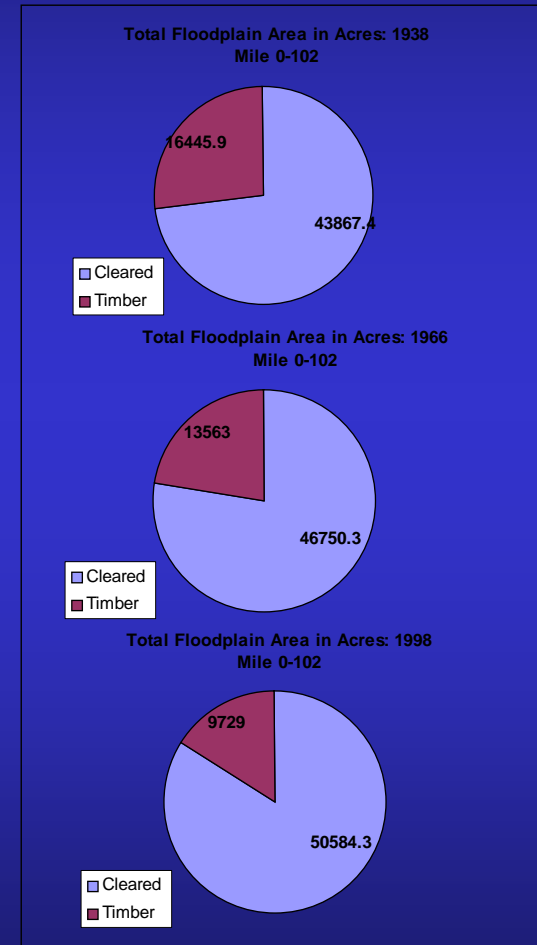 Total Floodplain Area in Acres: 1938
Mile 0-102
16445.9
43867.4
Cleared
Timber
Total Floodplain Area in Acres: 1966
Mile 0-102
13563
46750.3
Cleared
Timber
Total Floodplain Area in Acres: 1998
Mile 0-102
9729
50584.3
Cleared
Timber